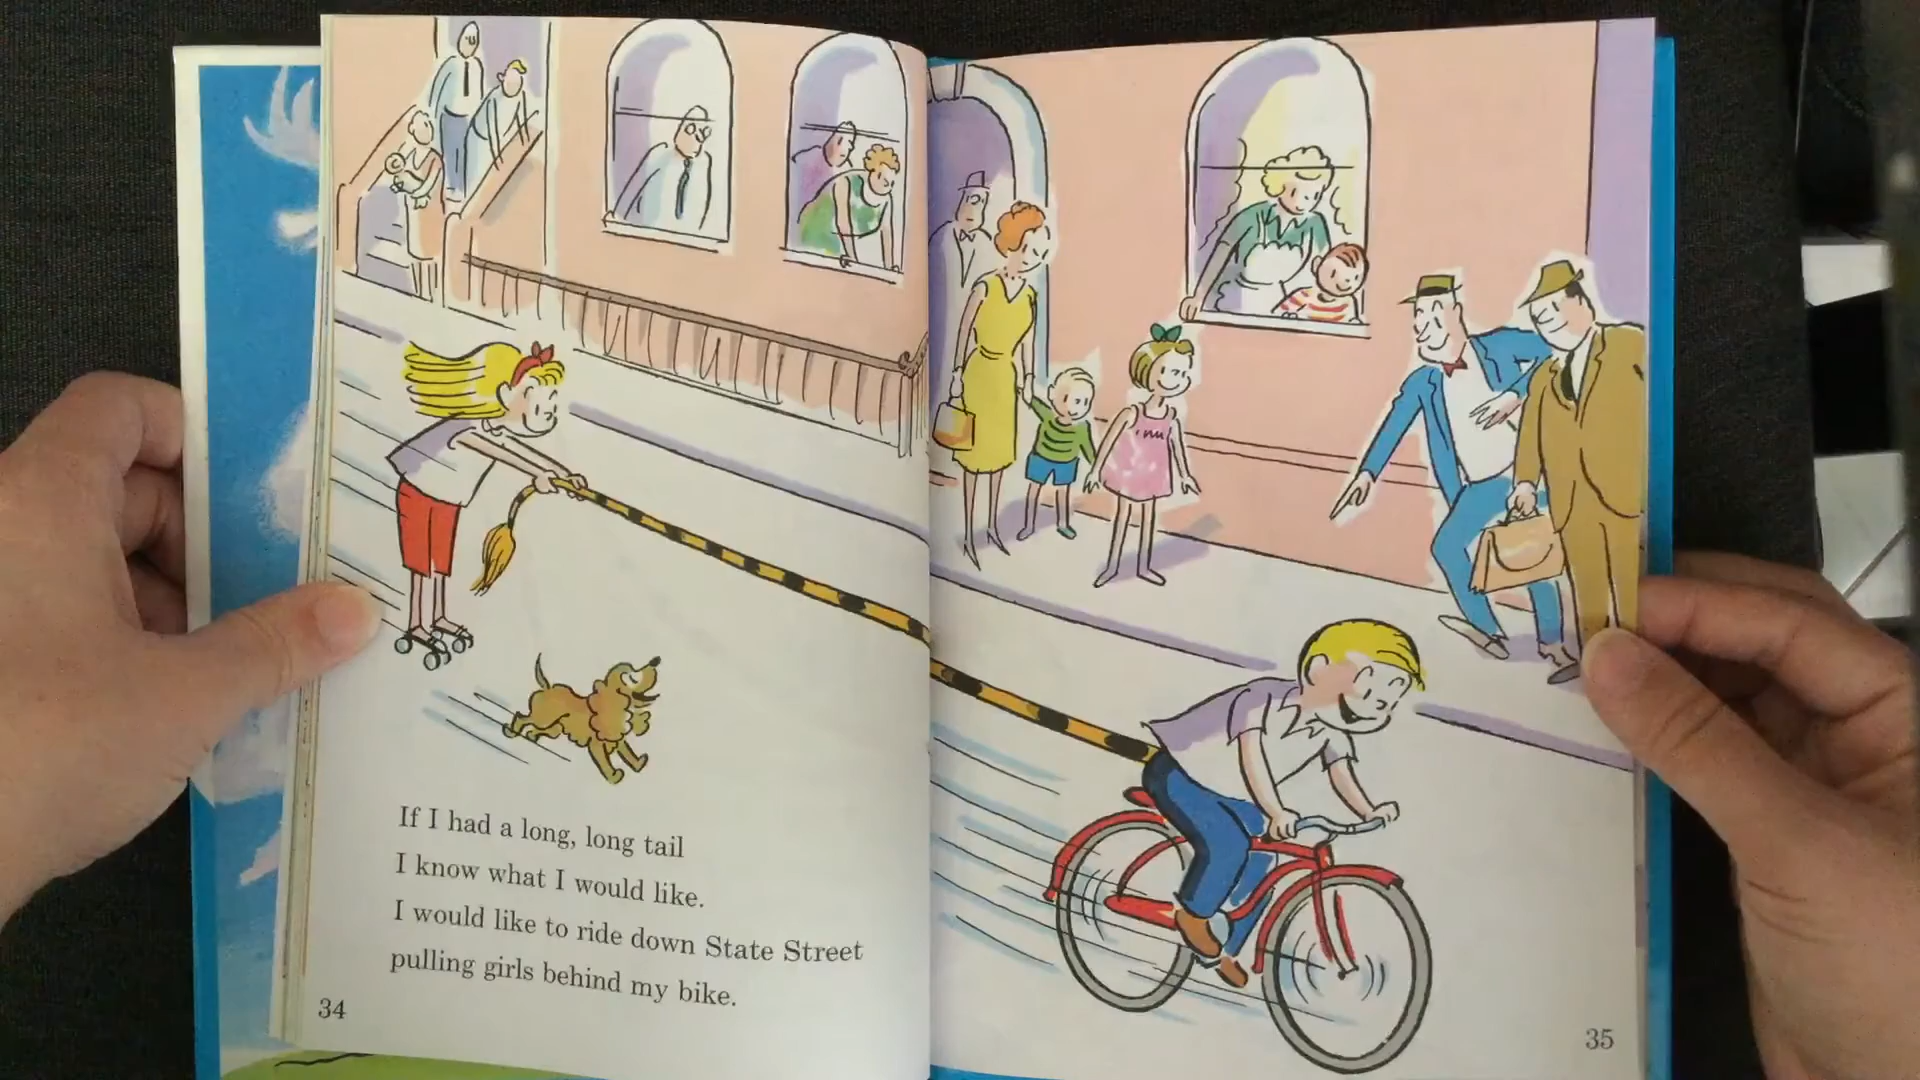 If I had a long, long tail
I know what I would like.
I would like to ride down State Street
pulling girls behind my bike.
34
35